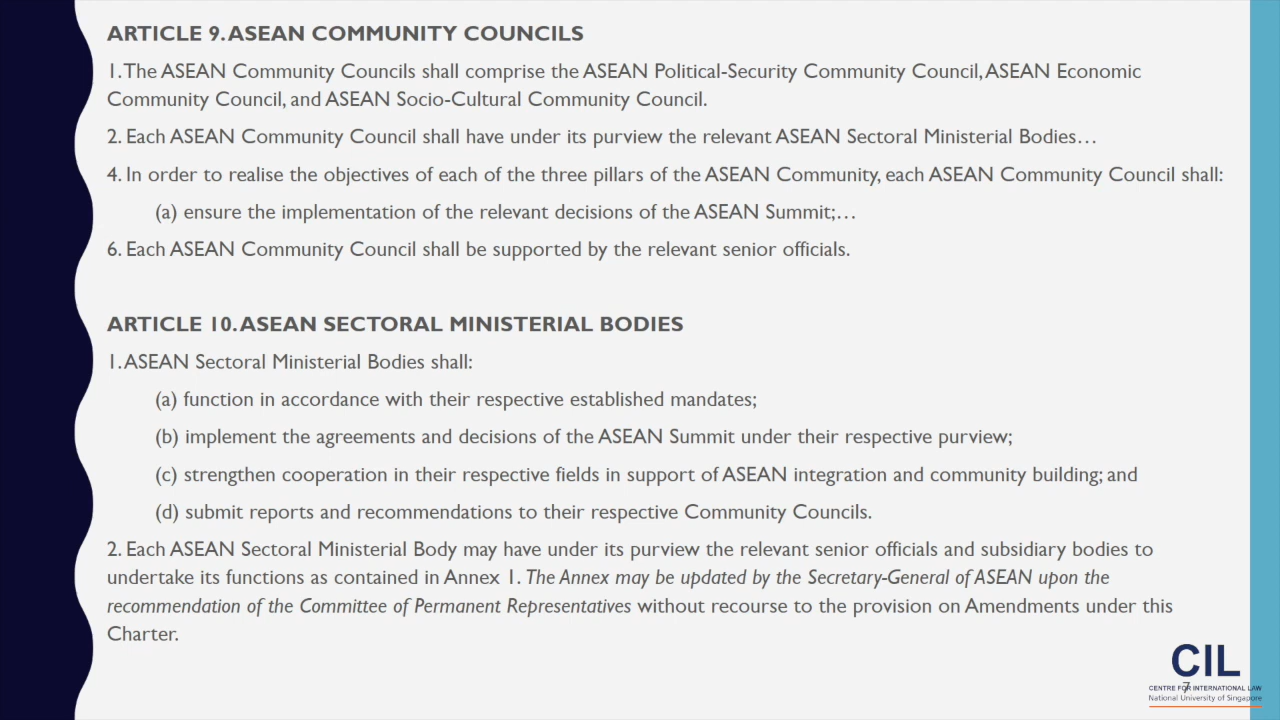 ARTICLE 9. ASEAN COMMUNITY COUNCILS
1. The ASEAN Community Councils shall comprise the ASEAN Political-Security Community Council, ASEAN Economic
Community Council, and ASEAN Socio-Cultural Community Council.
2. Each ASEAN Community Council shall have under its purview the relevant ASEAN Sectoral Ministerial Bodies…
4. In order to realise the objectives of each of the three pillars of the ASEAN Community, each ASEAN Community Council shall:
(a) ensure the implementation of the relevant decisions of the ASEAN Summit;…
6. Each ASEAN Community Council shall be supported by the relevant senior officials.
ARTICLE 10. ASEAN SECTORAL MINISTERIAL BODIES
1. ASEAN Sectoral Ministerial Bodies shall:
(a) function in accordance with their respective established mandates;
(b) implement the agreements and decisions of the ASEAN Summit under their respective purview;
(c) strengthen cooperation in their respective fields in support of ASEAN integration and community building; and
(d) submit reports and recommendations to their respective Community Councils.
2. Each ASEAN Sectoral Ministerial Body may have under its purview the relevant senior officials and subsidiary bodies to
undertake its functions as contained in Annex 1. The Annex may be updated by the Secretary-General of ASEAN upon the
recommendation of the Committee of Permanent Representatives without recourse to the provision on Amendments under this
Charter.
CIL
CENTRE FOR INTERNATIONAL LAW
National University of Singapore
7